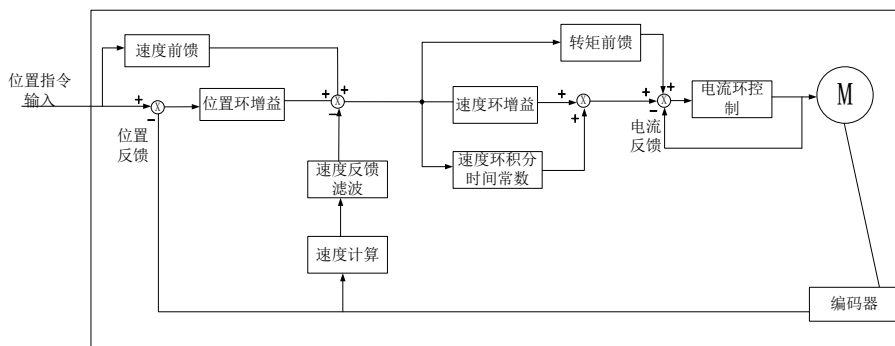 速度前馈
转矩前馈
位置指令
输入
位置环增益
速度环增益
电流环控
制
M
位置
反馈
电流
反馈
速度反馈
滤波
速度环积分
时间常数
速度计算
编码器